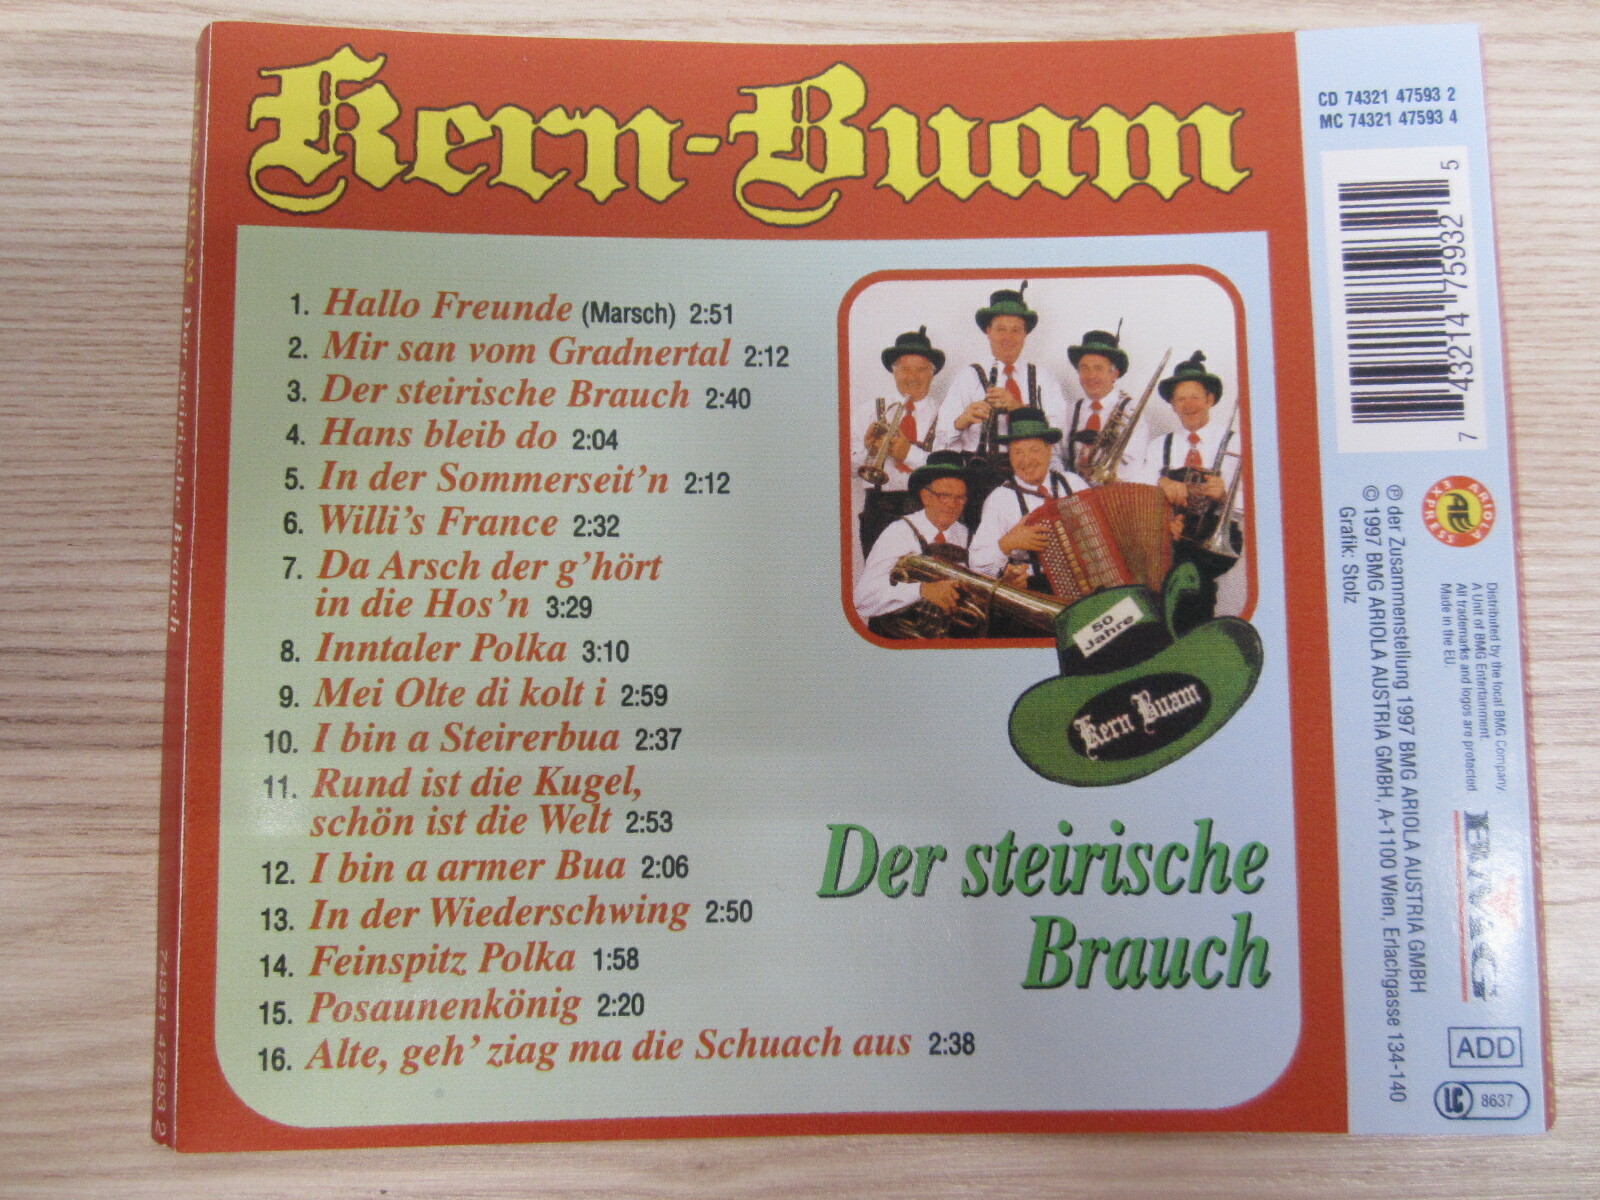 Kern-Buam
1. Hallo Freunde (Marsch) 2:51
2. Mir san vom Gradnertal 2:12
3. Der steirische Brauch 2:40
4. Hans bleib do 2:04
5. In der Sommerseit'n 2:12
6. Willi's France 2:32
7. Da Arsch der g'hört
in die Hos'n 3:29
8. Inntaler Polka 3:10
9. Mei Olte di kolt i 2:59
10. I bin a Steirerbua 2:37
11. Rund ist die Kugel,
schön ist die Welt 2:53
12. I bin a armer Bua 2:06
13. In der Wiederschwing 2:50
14. Feinspitz Polka 1:58
15. Posaunenkönig 2:20
16. Alte, geh' ziag ma die Schuach aus 2:38
50
Jahre
Kern Buam
Der steirische
Brauch
CD 74321 47593 2
MC 74321 47593 4
7 43214 75932 5
ARIOLA
EXPRESS
AE
℗ der Zusammenstellung 1997 BMG ARIOLA AUSTRIA GMBH
© 1997 BMG ARIOLA AUSTRIA GMBH, A-1100 Wien, Erlachgasse 134-140
Grafik: Stolz
Distributed by the local BMG Company.
A Unit of BMG Entertainment.
All trademarks and logos are protected.
Made in the EU.
BMG
ADD
LC 8637
KERN-BUAM Der steirische Brauch
74321 47593 2